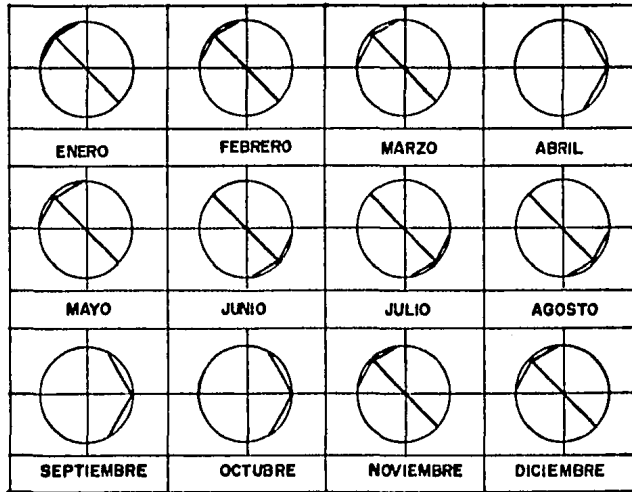 ENERO
FEBRERO
MARZO
ABRIL
MAYO
JUNIO
JULIO
AGOSTO
SEPTIEMBRE
OCTUBRE
NOVIEMBRE
DICIEMBRE